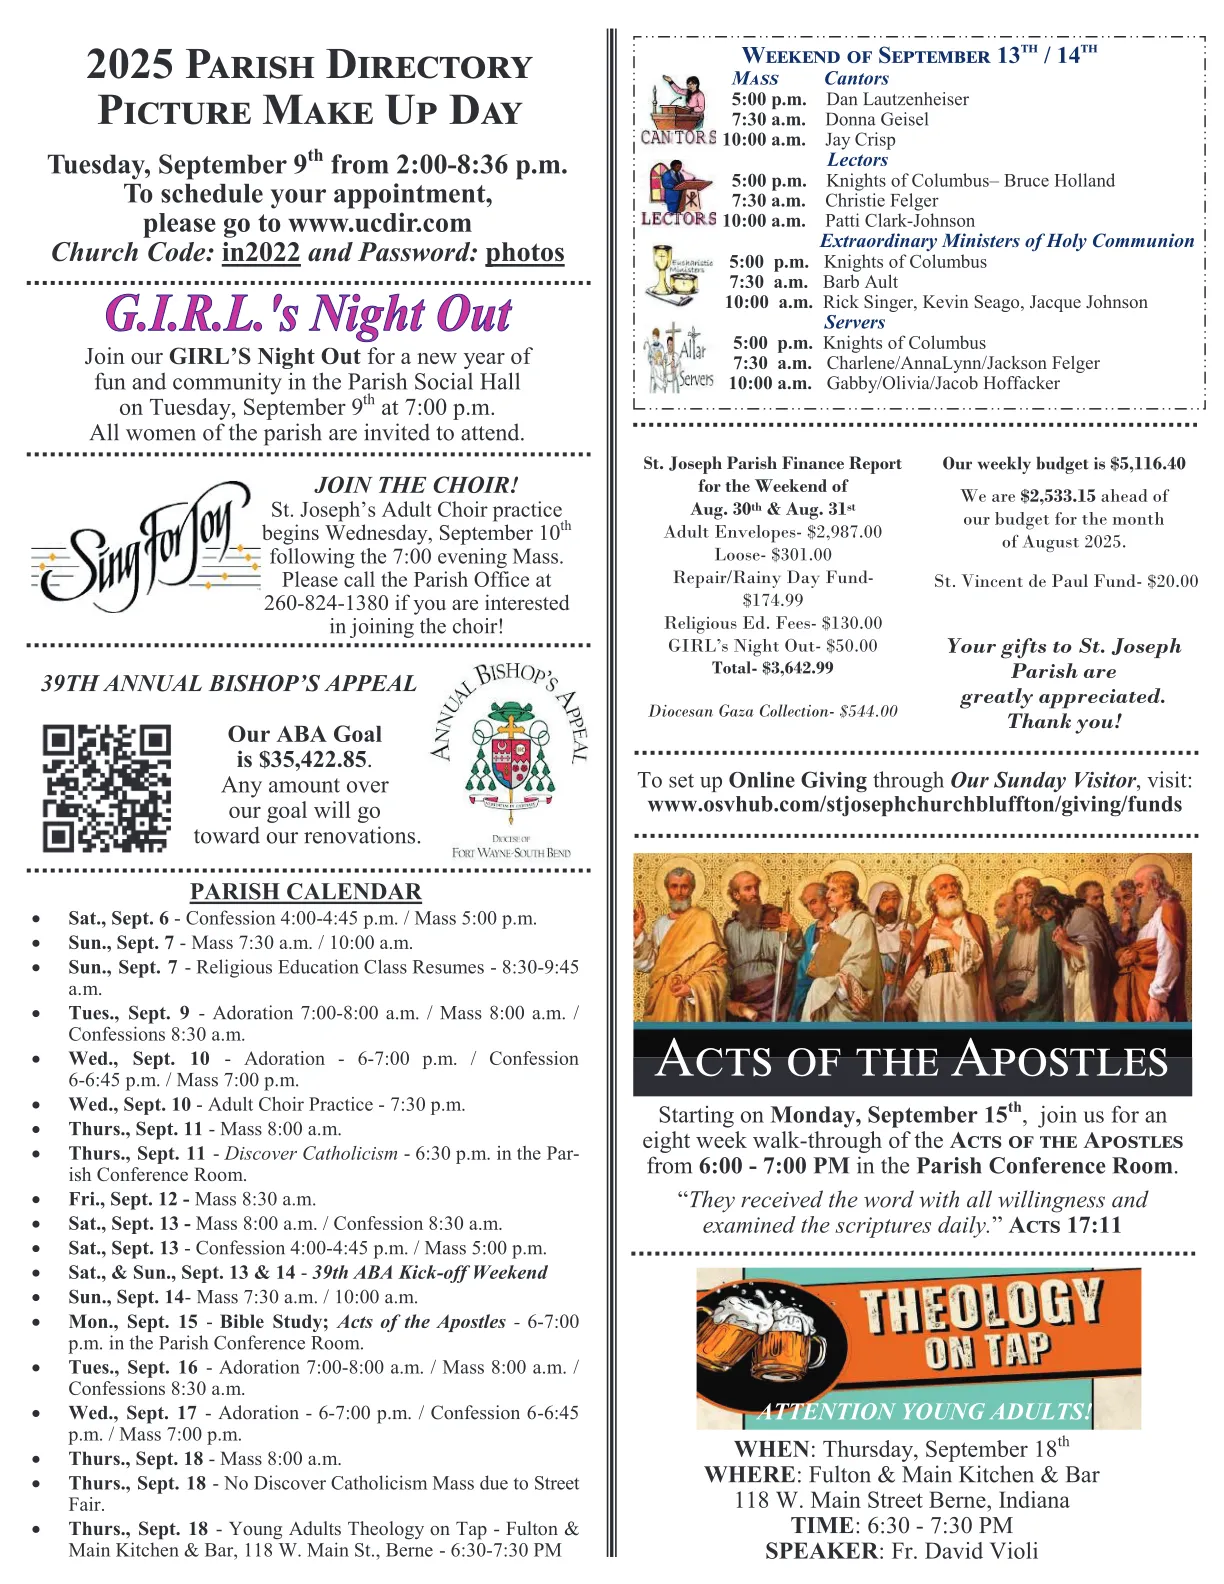 2025 PARISH DIRECTORY
PICTURE MAKE UP DAY
Tuesday, September 9th from 2:00-8:36 p.m.
To schedule your appointment,
please go to www.ucdir.com
Church Code: in2022 and Password: photos
G.I.R.L.'s Night Out
Join our GIRL'S Night Out for a new year of
fun and community in the Parish Social Hall
on Tuesday, September 9th at 7:00 p.m.
All women of the parish are invited to attend.
Sing for Joy
JOIN THE CHOIR!
St. Joseph's Adult Choir practice
begins Wednesday, September 10th
following the 7:00 evening Mass.
Please call the Parish Office at
260-824-1380 if you are interested
in joining the choir!
39TH ANNUAL BISHOP'S APPEAL
Our ABA Goal
is $35,422.85.
Any amount over
our goal will go
toward our renovations.
ANNUAL BISHOP'S APPEAL
DIOCESE OF
FORT WAYNE-SOUTH BEND
PARISH CALENDAR
• Sat., Sept. 6 - Confession 4:00-4:45 p.m. / Mass 5:00 p.m.
• Sun., Sept. 7 - Mass 7:30 a.m. / 10:00 a.m.
• Sun., Sept. 7 - Religious Education Class Resumes - 8:30-9:45
a.m.
• Tues., Sept. 9 - Adoration 7:00-8:00 a.m. / Mass 8:00 a.m. /
Confessions 8:30 a.m.
• Wed., Sept. 10 - Adoration - 6-7:00 p.m. / Confession
6-6:45 p.m. / Mass 7:00 p.m.
• Wed., Sept. 10 - Adult Choir Practice - 7:30 p.m.
• Thurs., Sept. 11 - Mass 8:00 a.m.
• Thurs., Sept. 11 - Discover Catholicism - 6:30 p.m. in the Par-
ish Conference Room.
• Fri., Sept. 12 - Mass 8:30 a.m.
• Sat., Sept. 13 - Mass 8:00 a.m. / Confession 8:30 a.m.
• Sat., Sept. 13 - Confession 4:00-4:45 p.m. / Mass 5:00 p.m.
• Sat., & Sun., Sept. 13 & 14 - 39th ABA Kick-off Weekend
• Sun., Sept. 14- Mass 7:30 a.m. / 10:00 a.m.
• Mon., Sept. 15 - Bible Study; Acts of the Apostles - 6-7:00
p.m. in the Parish Conference Room.
• Tues., Sept. 16 - Adoration 7:00-8:00 a.m. / Mass 8:00 a.m. /
Confessions 8:30 a.m.
• Wed., Sept. 17 - Adoration - 6-7:00 p.m. / Confession 6-6:45
p.m. / Mass 7:00 p.m.
• Thurs., Sept. 18 - Mass 8:00 a.m.
• Thurs., Sept. 18 - No Discover Catholicism Mass due to Street
Fair.
• Thurs., Sept. 18 - Young Adults Theology on Tap - Fulton &
Main Kitchen & Bar, 118 W. Main St., Berne - 6:30-7:30 PM
WEEKEND OF SEPTEMBER 13TH / 14TH
MASS Cantors
CANTORS
5:00 p.m. Dan Lautzenheiser
7:30 a.m. Donna Geisel
10:00 a.m. Jay Crisp
Lectors
LECTORS
5:00 p.m. Knights of Columbus– Bruce Holland
7:30 a.m. Christie Felger
10:00 a.m. Patti Clark-Johnson
Extraordinary Ministers of Holy Communion
Eucharistic
Ministers
5:00 p.m. Knights of Columbus
7:30 a.m. Barb Ault
10:00 a.m. Rick Singer, Kevin Seago, Jacque Johnson
Servers
Altar
Servers
5:00 p.m. Knights of Columbus
7:30 a.m. Charlene/AnnaLynn/Jackson Felger
10:00 a.m. Gabby/Olivia/Jacob Hoffacker
St. Joseph Parish Finance Report
for the Weekend of
Aug. 30th & Aug. 31st
Adult Envelopes- $2,987.00
Loose- $301.00
Repair/Rainy Day Fund-
$174.99
Religious Ed. Fees- $130.00
GIRL's Night Out- $50.00
Total- $3,642.99
Diocesan Gaza Collection- $544.00
Our weekly budget is $5,116.40
We are $2,533.15 ahead of
our budget for the month
of August 2025.
St. Vincent de Paul Fund- $20.00
Your gifts to St. Joseph
Parish are
greatly appreciated.
Thank you!
To set up Online Giving through Our Sunday Visitor, visit:
www.osvhub.com/stjosephchurchbluffton/giving/funds
ACTS OF THE APOSTLES
Starting on Monday, September 15th, join us for an
eight week walk-through of the ACTS OF THE APOSTLES
from 6:00 - 7:00 PM in the Parish Conference Room.
“They received the word with all willingness and
examined the scriptures daily.” ACTS 17:11
THEOLOGY
ON TAP
ATTENTION YOUNG ADULTS!
WHEN: Thursday, September 18th
WHERE: Fulton & Main Kitchen & Bar
118 W. Main Street Berne, Indiana
TIME: 6:30 - 7:30 PM
SPEAKER: Fr. David Violi